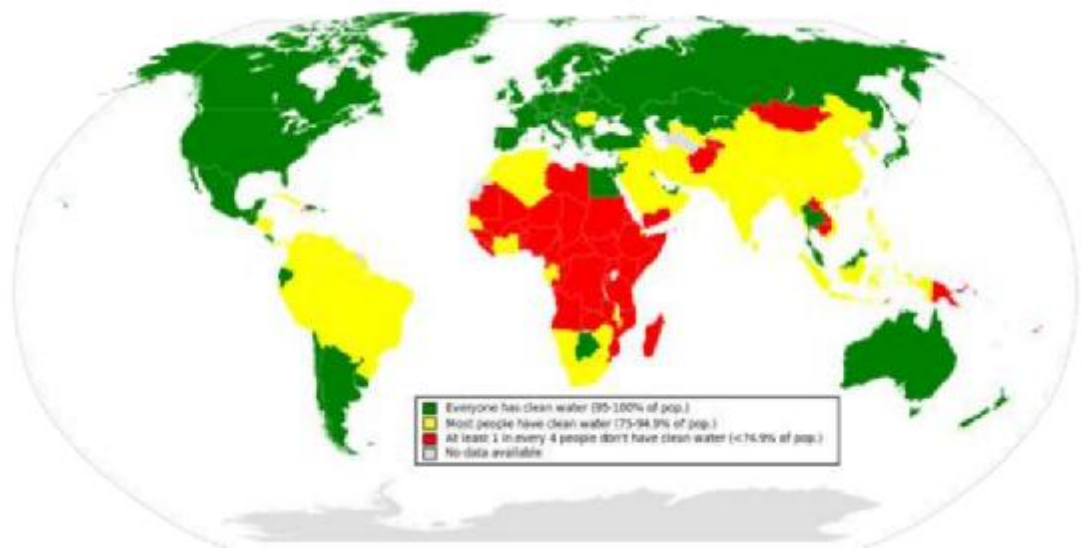 Everyone has clean water (95-100% of pop.)
Most people have clean water (75-94.9% of pop.)
At least 1 in every 4 people don't have clean water (<74.9% of pop.)
No data available